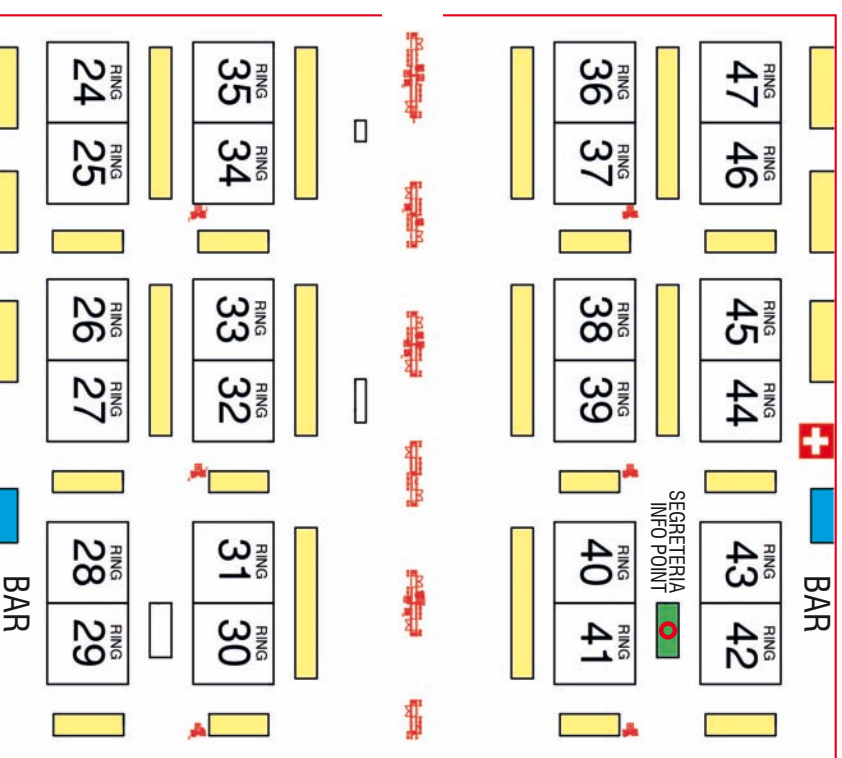 BAR
RING
47
RING
46
RING
45
RING
44
RING
43
RING
42
SEGRETERIA
INFO POINT
RING
36
RING
37
RING
38
RING
39
RING
40
RING
41
RING
35
RING
34
RING
33
RING
32
RING
31
RING
30
RING
24
RING
25
RING
26
RING
27
RING
28
RING
29
BAR